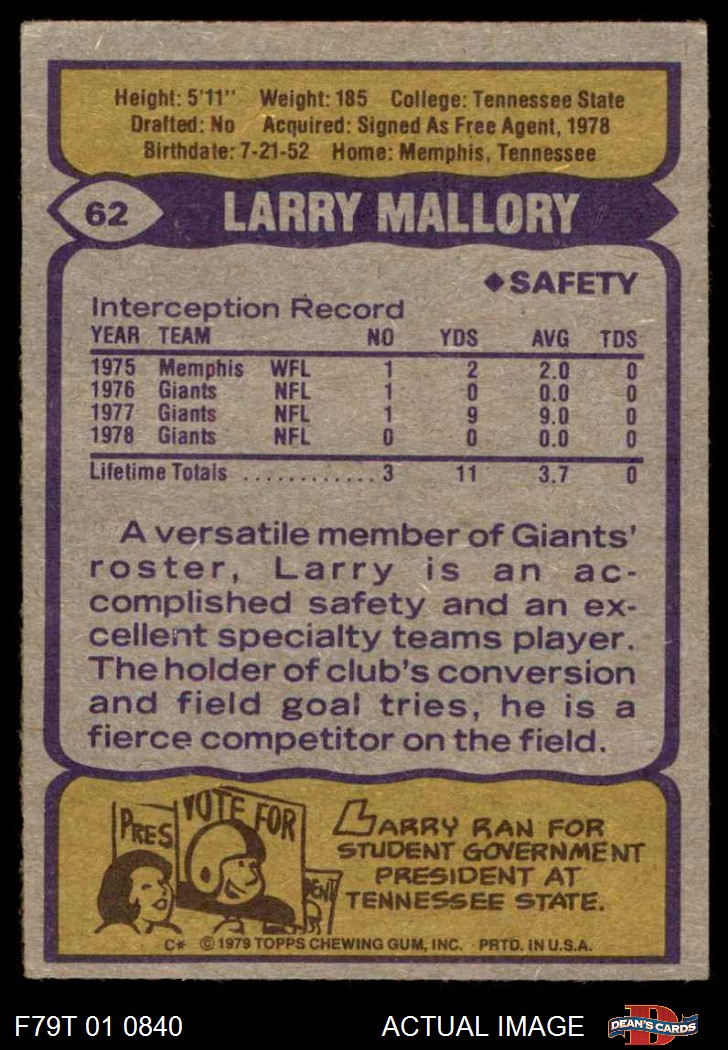 Height: 5'11" Weight: 185 College: Tennessee State
Drafted: No Acquired: Signed As Free Agent, 1978
Birthdate: 7-21-52 Home: Memphis, Tennessee
62 LARRY MALLORY
◆SAFETY
Interception Record
YEAR TEAM NO YDS AVG TDS
1975 Memphis WFL 1 2 2.0 0
1976 Giants NFL 1 0 0.0 0
1977 Giants NFL 1 9 9.0 0
1978 Giants NFL 0 0 0.0 0
Lifetime Totals ............ 3 11 3.7 0
A versatile member of Giants'
roster, Larry is an ac-
complished safety and an ex-
cellent specialty teams player.
The holder of club's conversion
and field goal tries, he is a
fierce competitor on the field.
PRES
VOTE FOR
DENT
LARRY RAN FOR
STUDENT GOVERNMENT
PRESIDENT AT
TENNESSEE STATE.
C* ©1979 TOPPS CHEWING GUM, INC. PRTD. IN U.S.A.
F79T 01 0840 ACTUAL IMAGE D DEAN'S CARDS